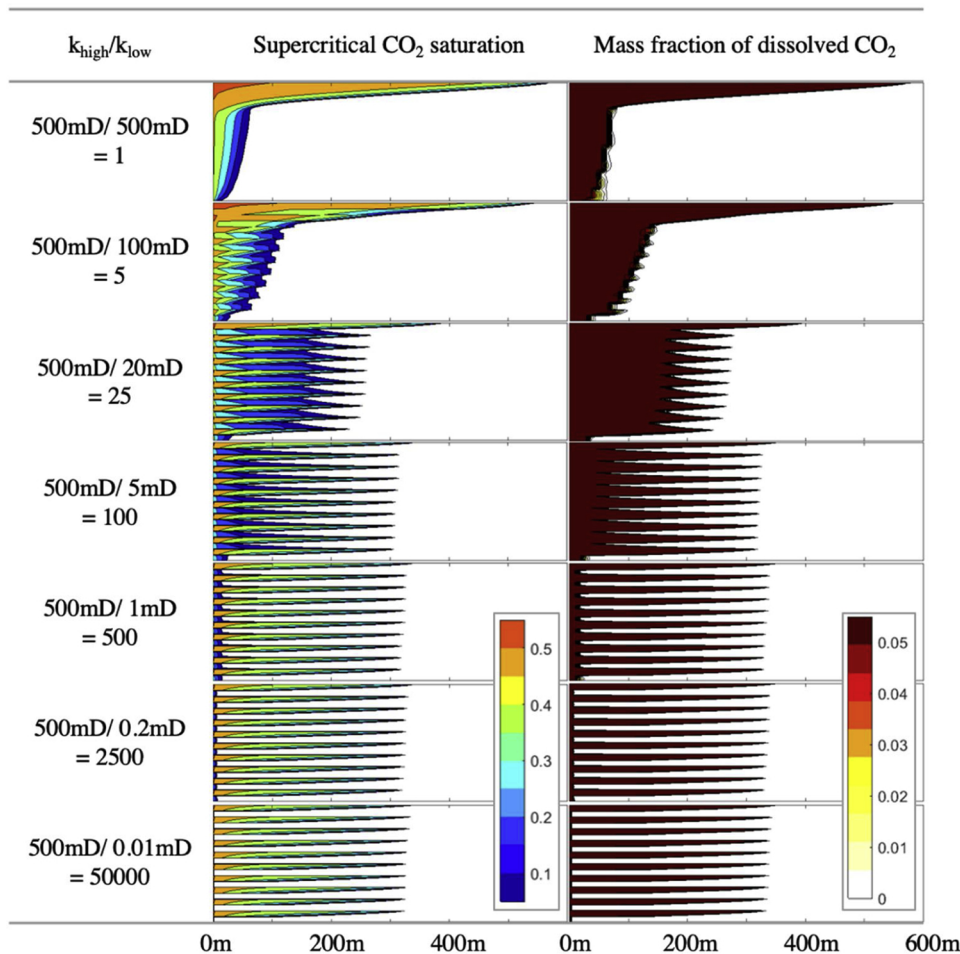 k_high/k_low Supercritical CO₂ saturation Mass fraction of dissolved CO₂
500mD/ 500mD
= 1
500mD/ 100mD
= 5
500mD/ 20mD
= 25
500mD/ 5mD
= 100
500mD/ 1mD
= 500
500mD/ 0.2mD
= 2500
500mD/ 0.01mD
= 50000
0.5
0.4
0.3
0.2
0.1
0.05
0.04
0.03
0.02
0.01
0
0m 200m 400m 0m 200m 400m 600m